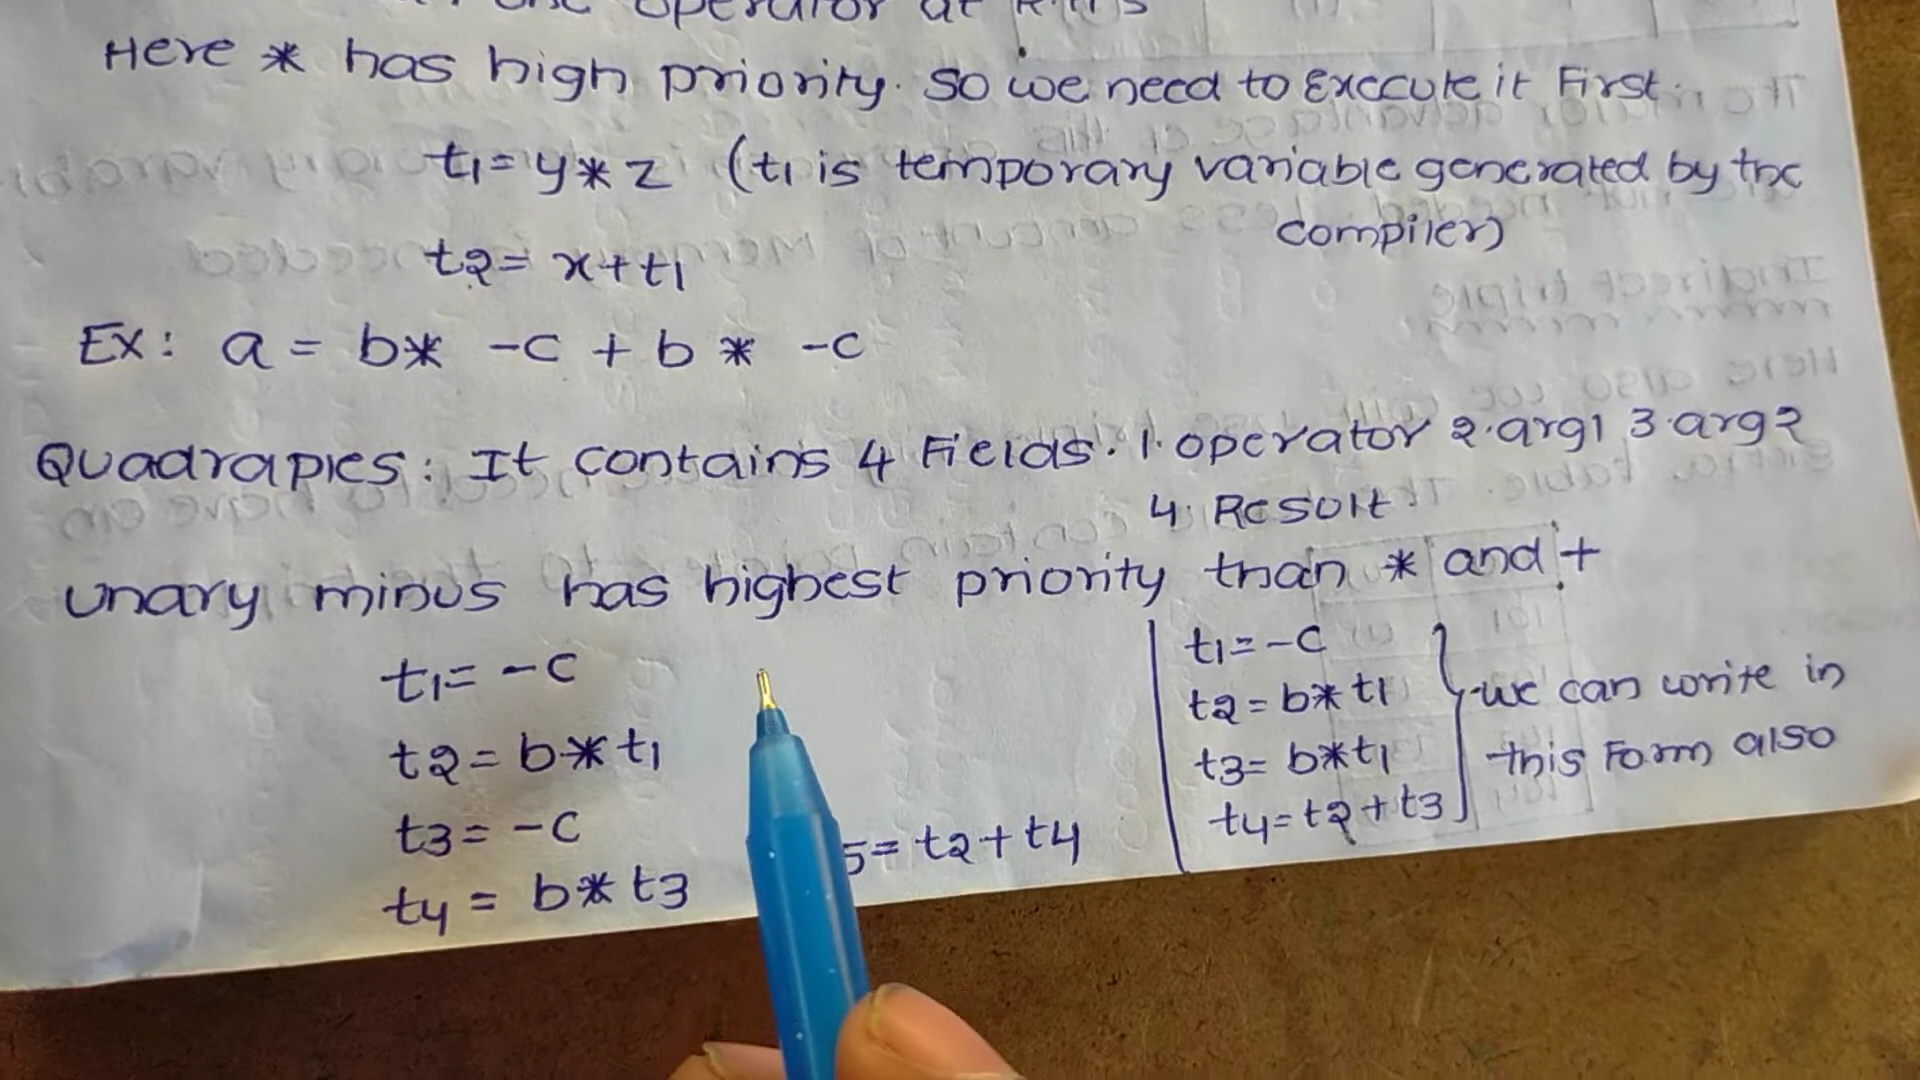 operator at R.H.S
Here * has high priority. So we need to Execute it First.
t1 = y * z (t1 is temporary variable generated by the
compiler)
t2 = x + t1
Ex: a = b * -c + b * -c
Quadraples: It contains 4 Fields. 1. operator 2. arg1 3. arg2
4. Result
unary minus has highest priority than * and +
t1 = -c
t2 = b * t1
t3 = -c
t4 = b * t3
5 = t2 + t4
t1 = -c
t2 = b * t1
t3 = b * t1
t4 = t2 + t3
we can write in
this Form also